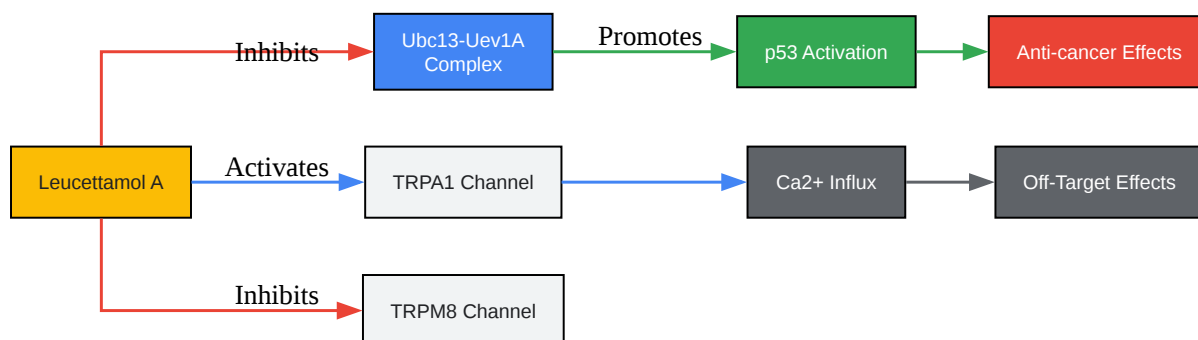 Inhibits
Ubc13-Uev1A
Complex
Promotes
p53 Activation
Anti-cancer Effects
Leucettamol A
Activates
TRPA1 Channel
Ca2+ Influx
Off-Target Effects
Inhibits
TRPM8 Channel